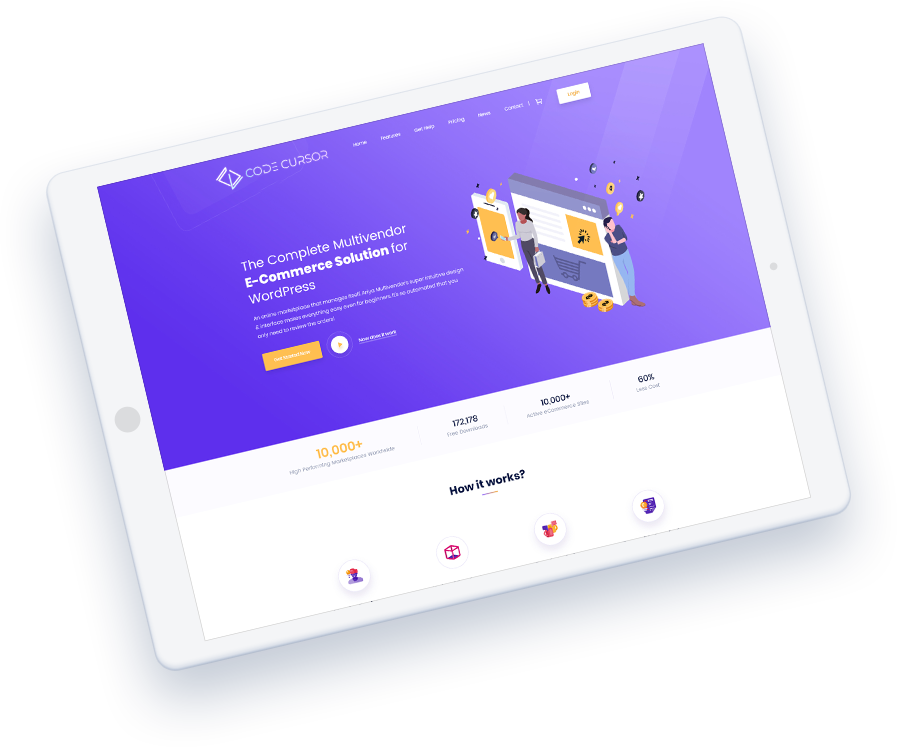 CODE CURSOR
Home Features Get Help Pricing News Contact Login
The Complete Multivendor
E-Commerce Solution for
WordPress
An online marketplace that manages itself. Multivendors super intuitive design
& interface makes everything easy even for beginners. It's so automated that you
only need to review the orders!
Get Started Now How does it work
10,000+
High Performing Marketplaces Worldwide
172,178
Free Downloads
10,000+
Active eCommerce Sites
60%
Less Cost
How it works?